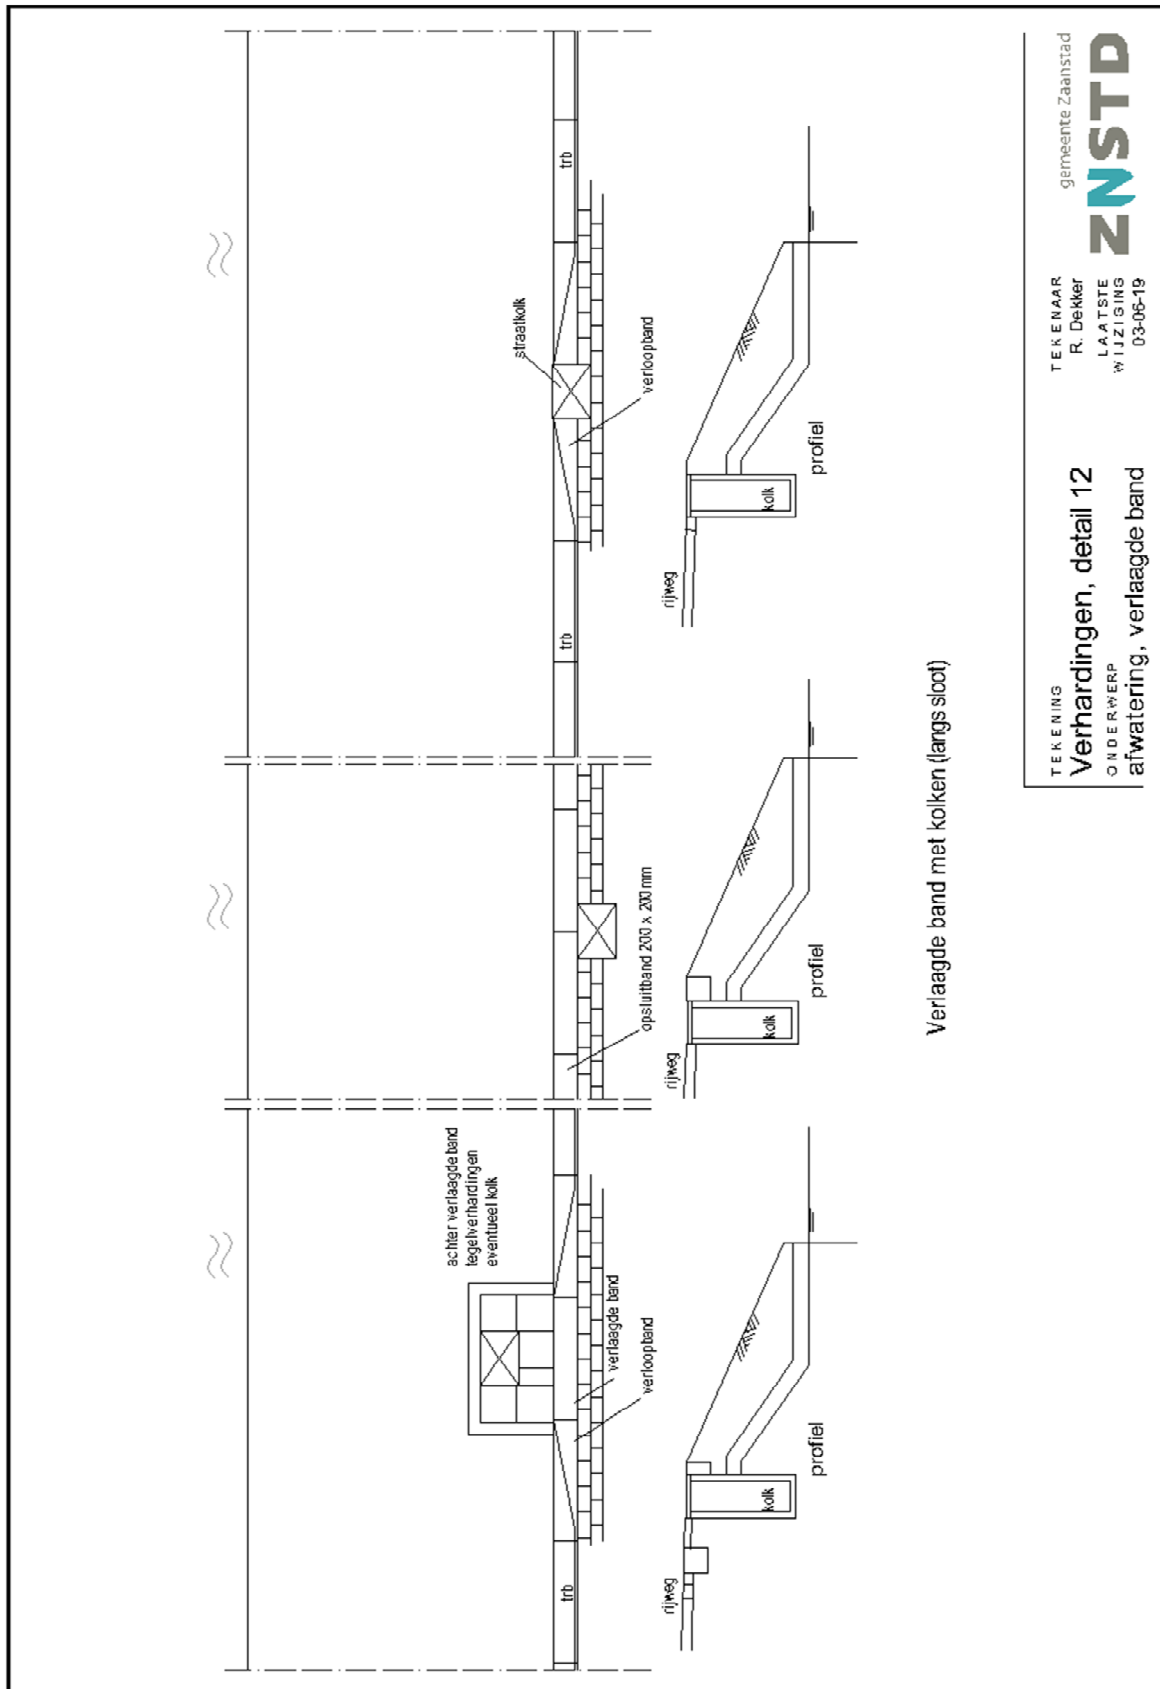 achter verlaagde band
tegelverhardingen
eventueel kolk
trb
verlaagde band
verloopband
opsluitband 200 x 200 mm
trb
straatkolk
verloopband
trb
rijweg
kolk
profiel
rijweg
kolk
profiel
rijweg
kolk
profiel
Verlaagde band met kolken (langs sloot)
TEKENING
Verhardingen, detail 12
ONDERWERP
afwatering, verlaagde band
TEKENAAR
R. Dekker
LAATSTE
WIJZIGING
03-06-19
gemeente Zaanstad
ZNSTD